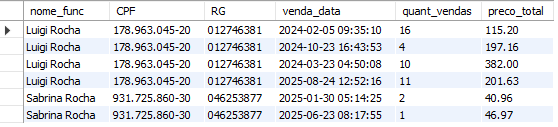 nome_func CPF RG venda_data quant_vendas preco_total
Luigi Rocha 178.963.045-20 012746381 2024-02-05 09:35:10 16 115.20
Luigi Rocha 178.963.045-20 012746381 2024-10-23 16:43:53 4 197.16
Luigi Rocha 178.963.045-20 012746381 2024-03-23 04:50:08 10 382.00
Luigi Rocha 178.963.045-20 012746381 2025-08-24 12:52:16 11 201.63
Sabrina Rocha 931.725.860-30 046253877 2025-01-30 05:14:25 2 40.96
Sabrina Rocha 931.725.860-30 046253877 2025-06-23 08:17:55 1 46.97